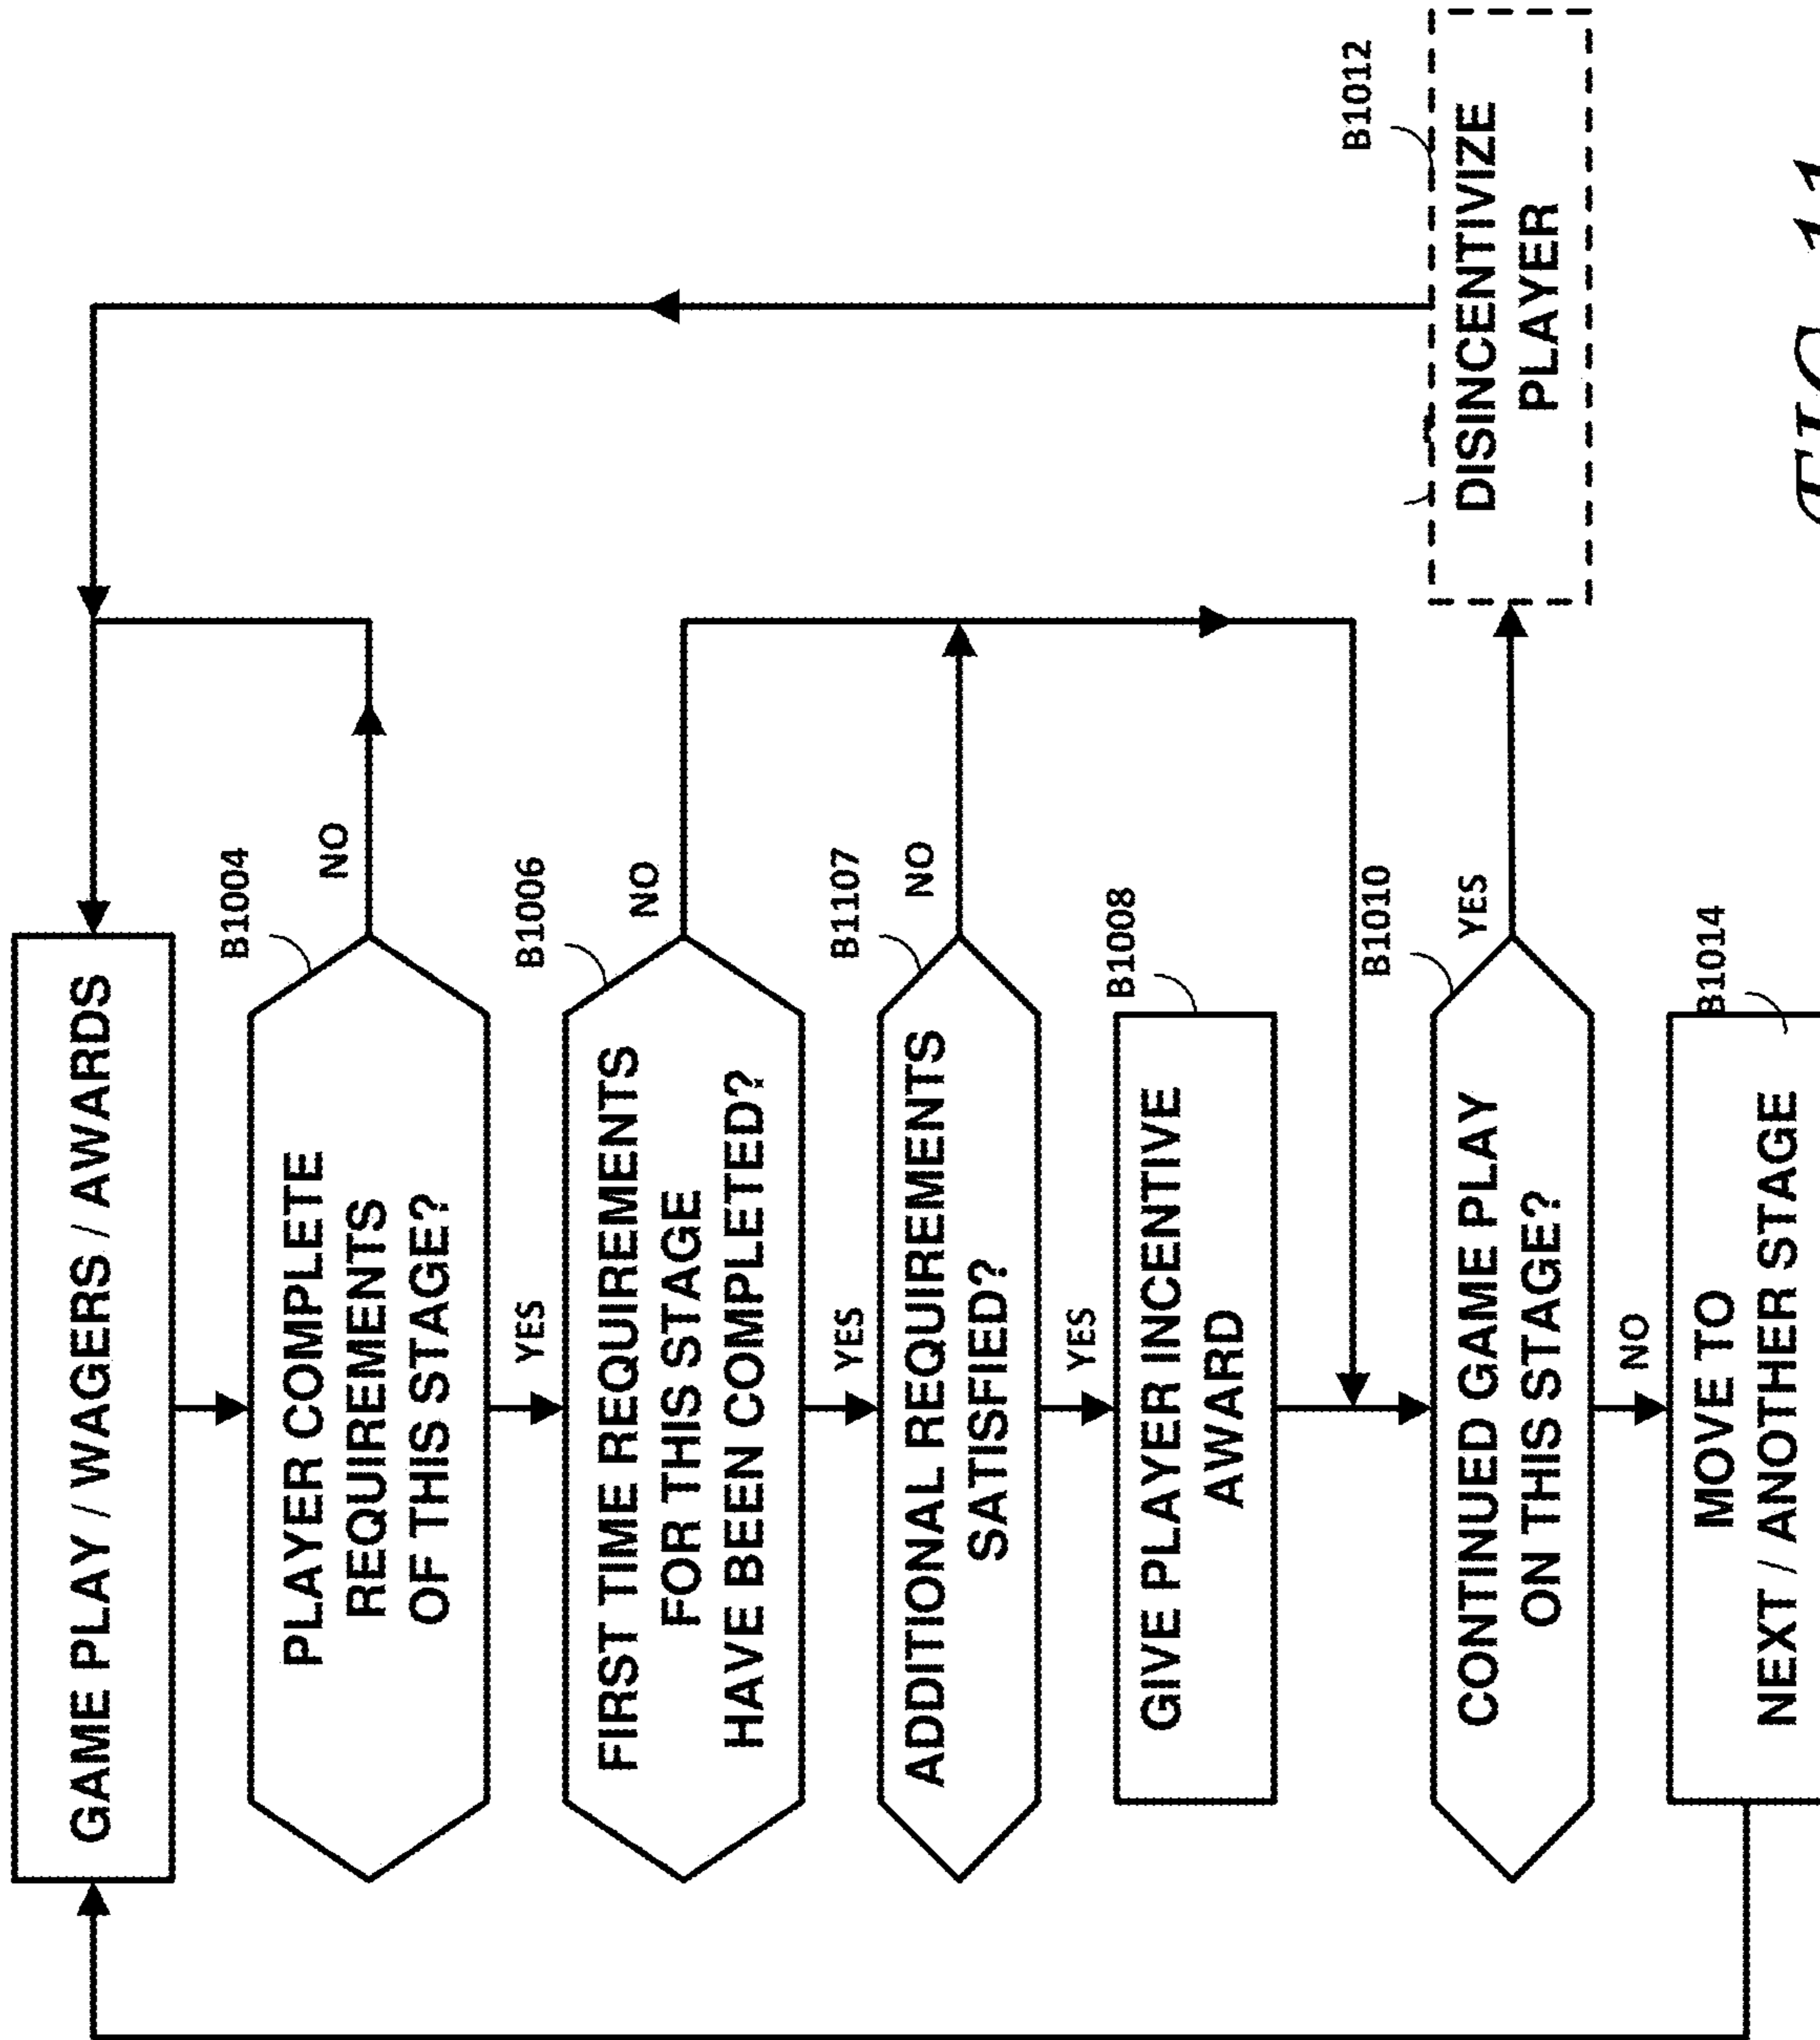 GAME PLAY / WAGERS / AWARDS
B1004
PLAYER COMPLETE
REQUIREMENTS
OF THIS STAGE?
NO
YES
B1006
FIRST TIME REQUIREMENTS
FOR THIS STAGE
HAVE BEEN COMPLETED?
NO
YES
B1107
ADDITIONAL REQUIREMENTS
SATISFIED?
NO
YES
B1008
GIVE PLAYER INCENTIVE
AWARD
B1010
CONTINUED GAME PLAY
ON THIS STAGE?
YES
NO
B1012
DISINCENTIVIZE
PLAYER
B1014
MOVE TO
NEXT / ANOTHER STAGE